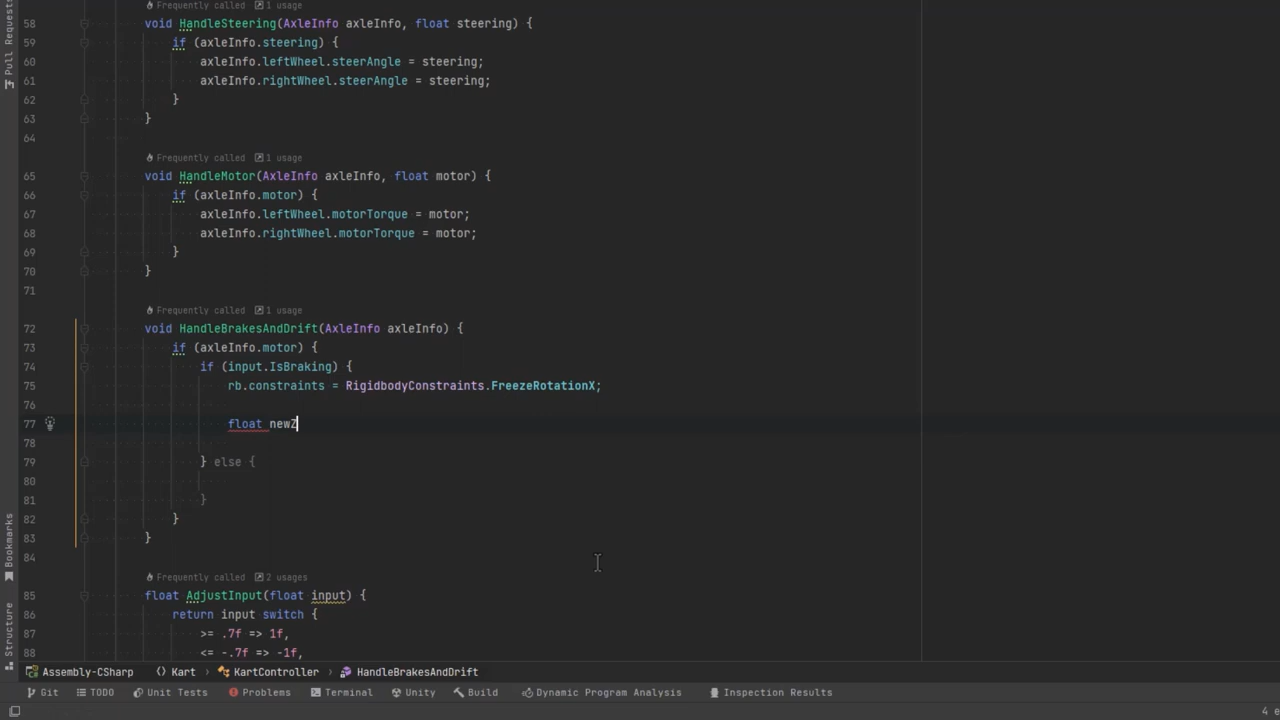 Frequently called 1 usage
58 void HandleSteering(AxleInfo axleInfo, float steering) {
59 if (axleInfo.steering) {
60 axleInfo.leftWheel.steerAngle = steering;
61 axleInfo.rightWheel.steerAngle = steering;
62 }
63 }
64
Frequently called 1 usage
65 void HandleMotor(AxleInfo axleInfo, float motor) {
66 if (axleInfo.motor) {
67 axleInfo.leftWheel.motorTorque = motor;
68 axleInfo.rightWheel.motorTorque = motor;
69 }
70 }
71
Frequently called 1 usage
72 void HandleBrakesAndDrift(AxleInfo axleInfo) {
73 if (axleInfo.motor) {
74 if (input.IsBraking) {
75 rb.constraints = RigidbodyConstraints.FreezeRotationX;
76
77 float newZ
78
79 } else {
80
81 }
82 }
83 }
84
Frequently called 2 usages
85 float AdjustInput(float input) {
86 return input switch {
87 >= .7f => 1f,
88 <= -.7f => -1f,
Pull Requests
Bookmarks
Structure
Assembly-CSharp Kart KartController HandleBrakesAndDrift
Git TODO Unit Tests Problems Terminal Unity Build Dynamic Program Analysis Inspection Results
4 e